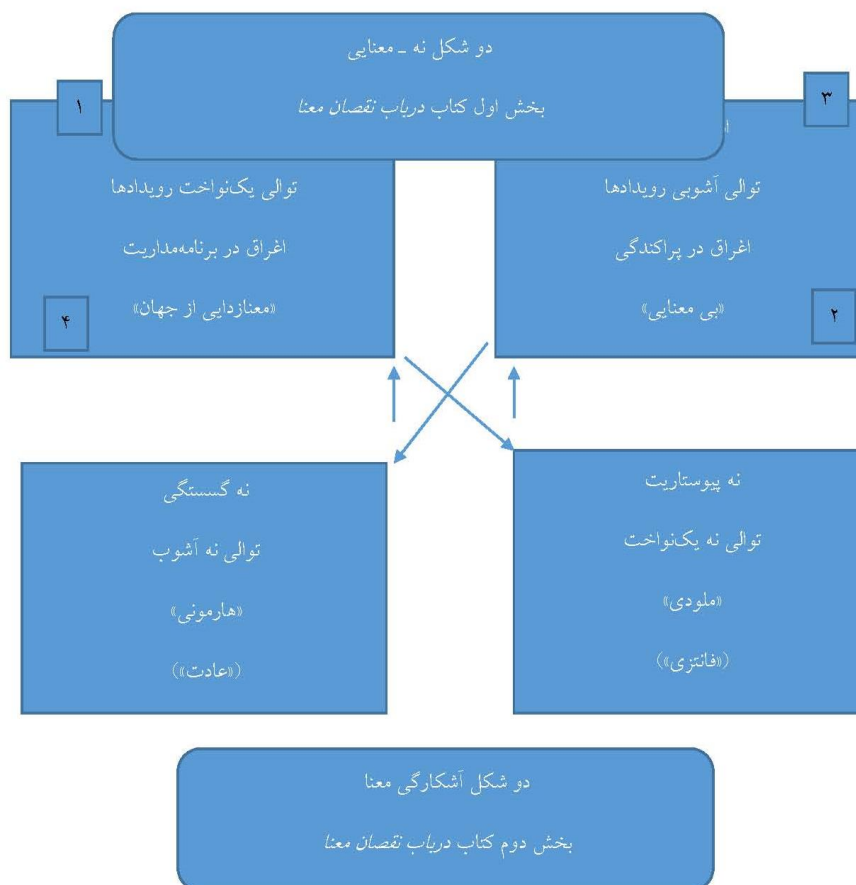 دو شکل نه ـ معنایی
بخش اول کتاب درباب نقصان معنا
۳
۱
توالی آشوبی رویدادها
اغراق در پراکندگی
«بی معنایی»
۲
توالی یک‌نواخت رویدادها
اغراق در برنامه‌مداریت
«معنازدایی از جهان»
۴
نه پیوستاریت
توالی نه یک‌نواخت
«ملودی»
(«فانتزی»)
نه گسستگی
توالی نه آشوب
«هارمونی»
(«عادت»)
دو شکل آشکارگی معنا
بخش دوم کتاب درباب نقصان معنا